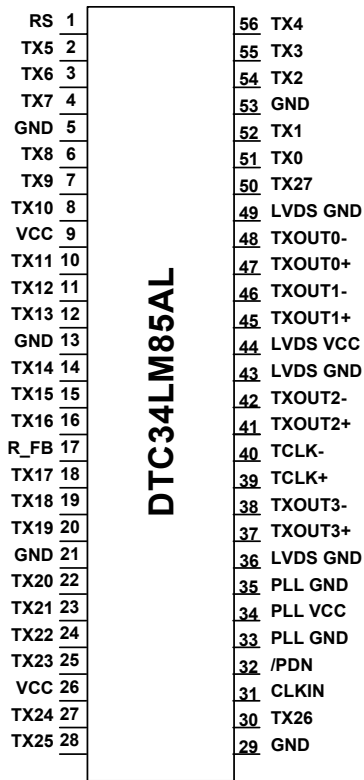 RS 1
TX5 2
TX6 3
TX7 4
GND 5
TX8 6
TX9 7
TX10 8
VCC 9
TX11 10
TX12 11
TX13 12
GND 13
TX14 14
TX15 15
TX16 16
R_FB 17
TX17 18
TX18 19
TX19 20
GND 21
TX20 22
TX21 23
TX22 24
TX23 25
VCC 26
TX24 27
TX25 28
DTC34LM85AL
56 TX4
55 TX3
54 TX2
53 GND
52 TX1
51 TX0
50 TX27
49 LVDS GND
48 TXOUT0-
47 TXOUT0+
46 TXOUT1-
45 TXOUT1+
44 LVDS VCC
43 LVDS GND
42 TXOUT2-
41 TXOUT2+
40 TCLK-
39 TCLK+
38 TXOUT3-
37 TXOUT3+
36 LVDS GND
35 PLL GND
34 PLL VCC
33 PLL GND
32 /PDN
31 CLKIN
30 TX26
29 GND